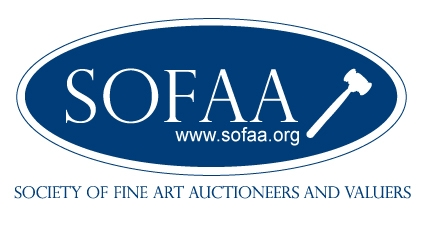 SOFAA
www.sofaa.org
SOCIETY OF FINE ART AUCTIONEERS AND VALUERS